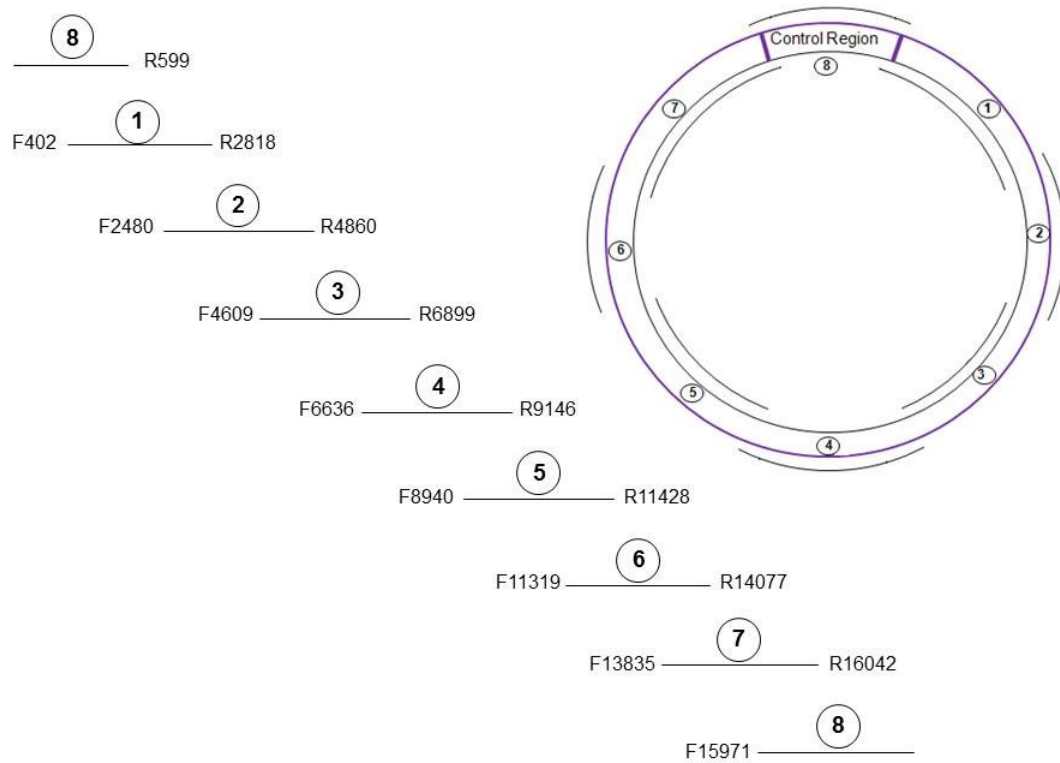 8
R599
1
F402
R2818
2
F2480
R4860
3
F4609
R6899
4
F6636
R9146
5
F8940
R11428
6
F11319
R14077
7
F13835
R16042
8
F15971
Control Region
8
7
1
6
2
5
3
4